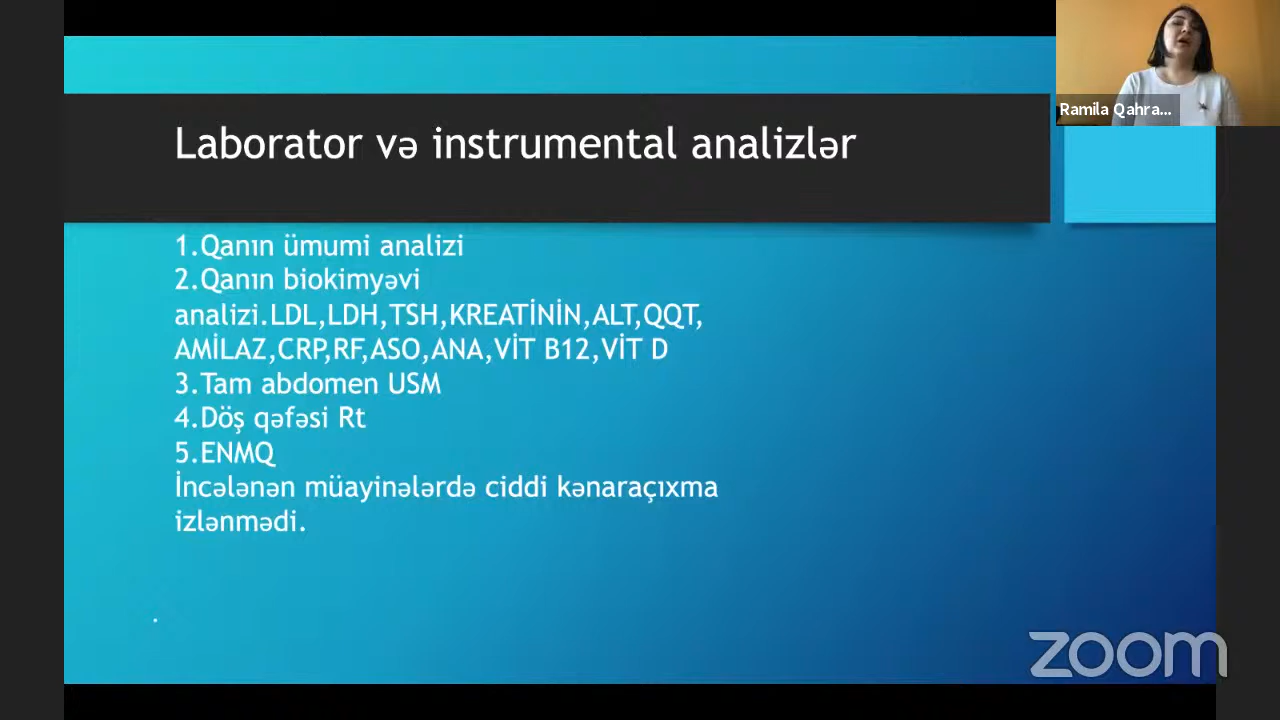 Laborator və instrumental analizlər
Ramila Qahra...
1.Qanın ümumi analizi
2.Qanın biokimyəvi
analizi.LDL,LDH,TSH,KREATİNİN,ALT,QQT,
AMİLAZ,CRP,RF,ASO,ANA,VİT B12,VİT D
3.Tam abdomen USM
4.Döş qəfəsi Rt
5.ENMQ
İncələnən müayinələrdə ciddi kənaraçıxma
izlənmədi.
.
zoom